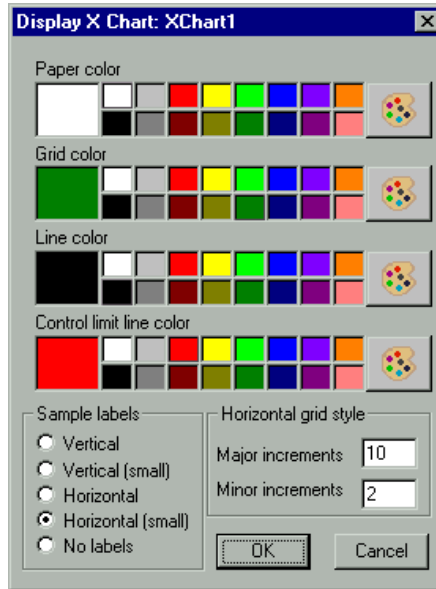 Display X Chart: XChart1
Paper color
Grid color
Line color
Control limit line color
Sample labels
Vertical
Vertical (small)
Horizontal
Horizontal (small)
No labels
Horizontal grid style
Major increments 10
Minor increments 2
OK Cancel